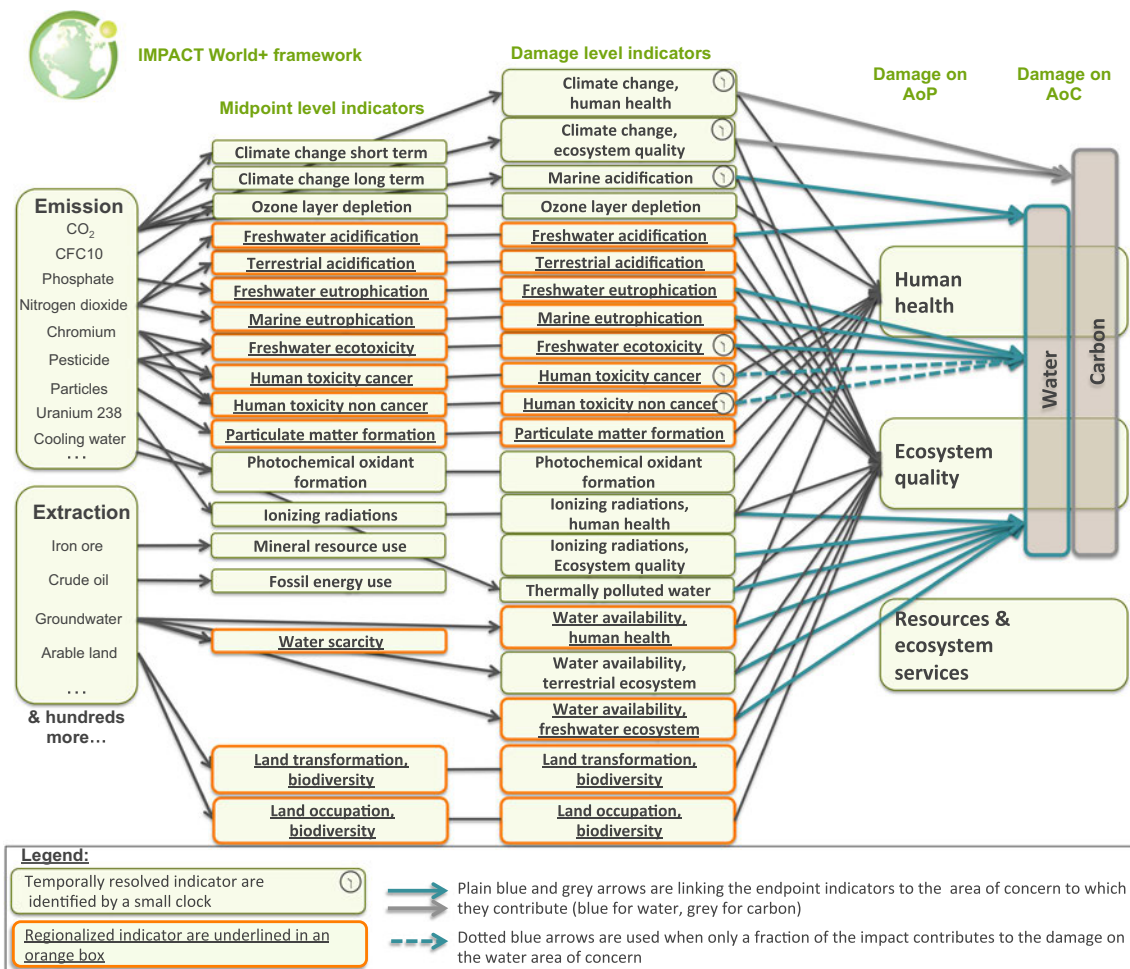 IMPACT World+ framework
Midpoint level indicators
Damage level indicators
Damage on
AoP
Damage on
AoC
Emission
CO2
CFC10
Phosphate
Nitrogen dioxide
Chromium
Pesticide
Particles
Uranium 238
Cooling water
...
Extraction
Iron ore
Crude oil
Groundwater
Arable land
...
& hundreds
more...
Climate change short term
Climate change long term
Ozone layer depletion
Freshwater acidification
Terrestrial acidification
Freshwater eutrophication
Marine eutrophication
Freshwater ecotoxicity
Human toxicity cancer
Human toxicity non cancer
Particulate matter formation
Photochemical oxidant
formation
Ionizing radiations
Mineral resource use
Fossil energy use
Water scarcity
Land transformation,
biodiversity
Land occupation,
biodiversity
Climate change,
human health
Climate change,
ecosystem quality
Marine acidification
Ozone layer depletion
Freshwater acidification
Terrestrial acidification
Freshwater eutrophication
Marine eutrophication
Freshwater ecotoxicity
Human toxicity cancer
Human toxicity non cancer
Particulate matter formation
Photochemical oxidant
formation
Ionizing radiations,
human health
Ionizing radiations,
Ecosystem quality
Thermally polluted water
Water availability,
human health
Water availability,
terrestrial ecosystem
Water availability,
freshwater ecosystem
Land transformation,
biodiversity
Land occupation,
biodiversity
Human
health
Ecosystem
quality
Resources &
ecosystem
services
Water
Carbon
Legend:
Temporally resolved indicator are
identified by a small clock
Regionalized indicator are underlined in an
orange box
Plain blue and grey arrows are linking the endpoint indicators to the area of concern to which
they contribute (blue for water, grey for carbon)
Dotted blue arrows are used when only a fraction of the impact contributes to the damage on
the water area of concern